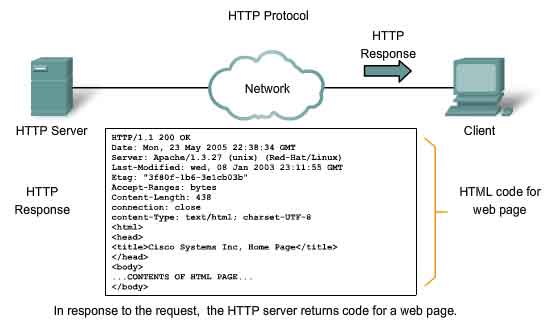 HTTP Protocol
HTTP
Response
Network
HTTP Server
Client
HTTP/1.1 200 OK
Date: Mon, 23 May 2005 22:38:34 GMT
Server: Apache/1.3.27 (unix) (Red-Hat/Linux)
Last-Modified: wed, 08 Jan 2003 23:11:55 GMT
Etag: "3f80f-1b6-3e1cb03b"
Accept-Ranges: bytes
Content-Length: 438
connection: close
content-Type: text/html; charset-UTF-8
<html>
<head>
<title>Cisco Systems Inc, Home Page</title>
</head>
<body>
...CONTENTS OF HTML PAGE...
</body>
HTTP
Response
HTML code for
web page
In response to the request, the HTTP server returns code for a web page.